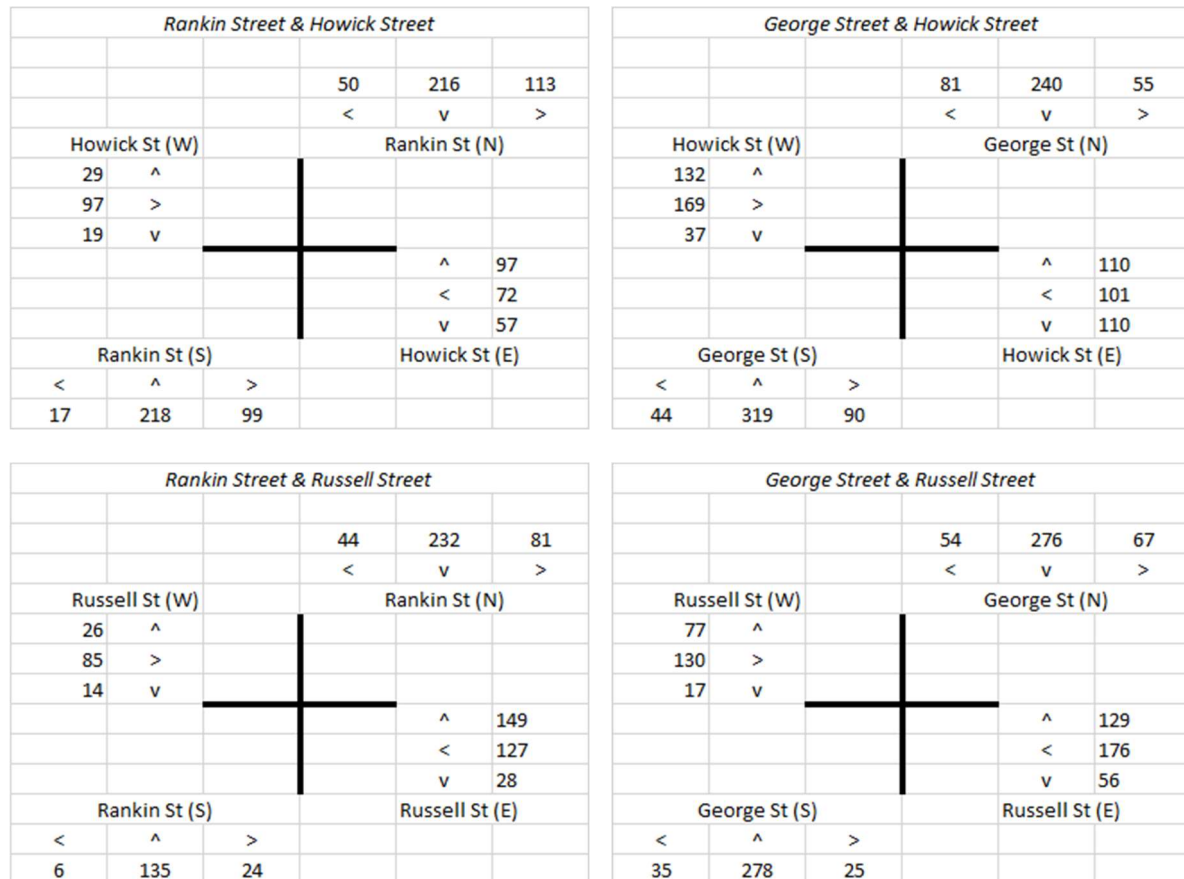 Rankin Street & Howick Street
50 216 113
< v >
Howick St (W) Rankin St (N)
29 ^
97 >
19 v
^ 97
< 72
v 57
Rankin St (S) Howick St (E)
< ^ >
17 218 99
George Street & Howick Street
81 240 55
< v >
Howick St (W) George St (N)
132 ^
169 >
37 v
^ 110
< 101
v 110
George St (S) Howick St (E)
< ^ >
44 319 90
Rankin Street & Russell Street
44 232 81
< v >
Russell St (W) Rankin St (N)
26 ^
85 >
14 v
^ 149
< 127
v 28
Rankin St (S) Russell St (E)
< ^ >
6 135 24
George Street & Russell Street
54 276 67
< v >
Russell St (W) George St (N)
77 ^
130 >
17 v
^ 129
< 176
v 56
George St (S) Russell St (E)
< ^ >
35 278 25